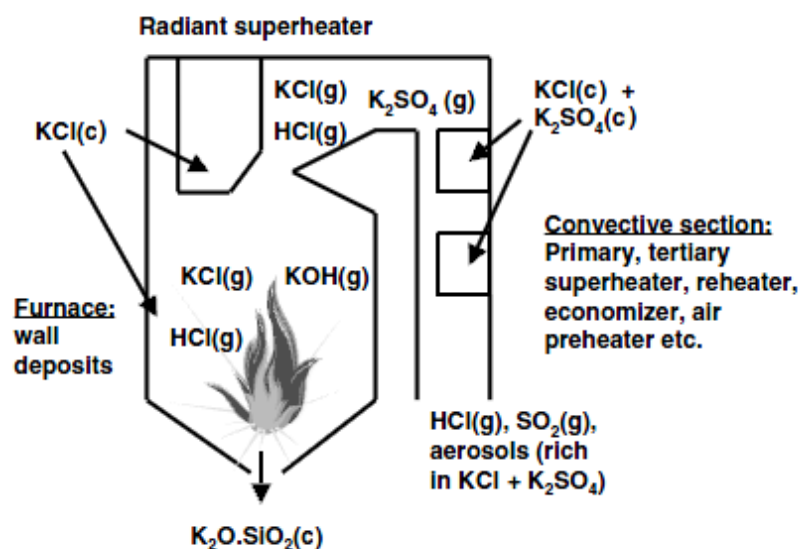 Radiant superheater
KCl(g)
K₂SO₄ (g)
HCl(g)
KCl(c) +
K₂SO₄(c)
KCl(c)
Convective section:
Primary, tertiary
superheater, reheater,
economizer, air
preheater etc.
KCl(g)
KOH(g)
HCl(g)
Furnace:
wall
deposits
HCl(g), SO₂(g),
aerosols (rich
in KCl + K₂SO₄)
K₂O.SiO₂(c)